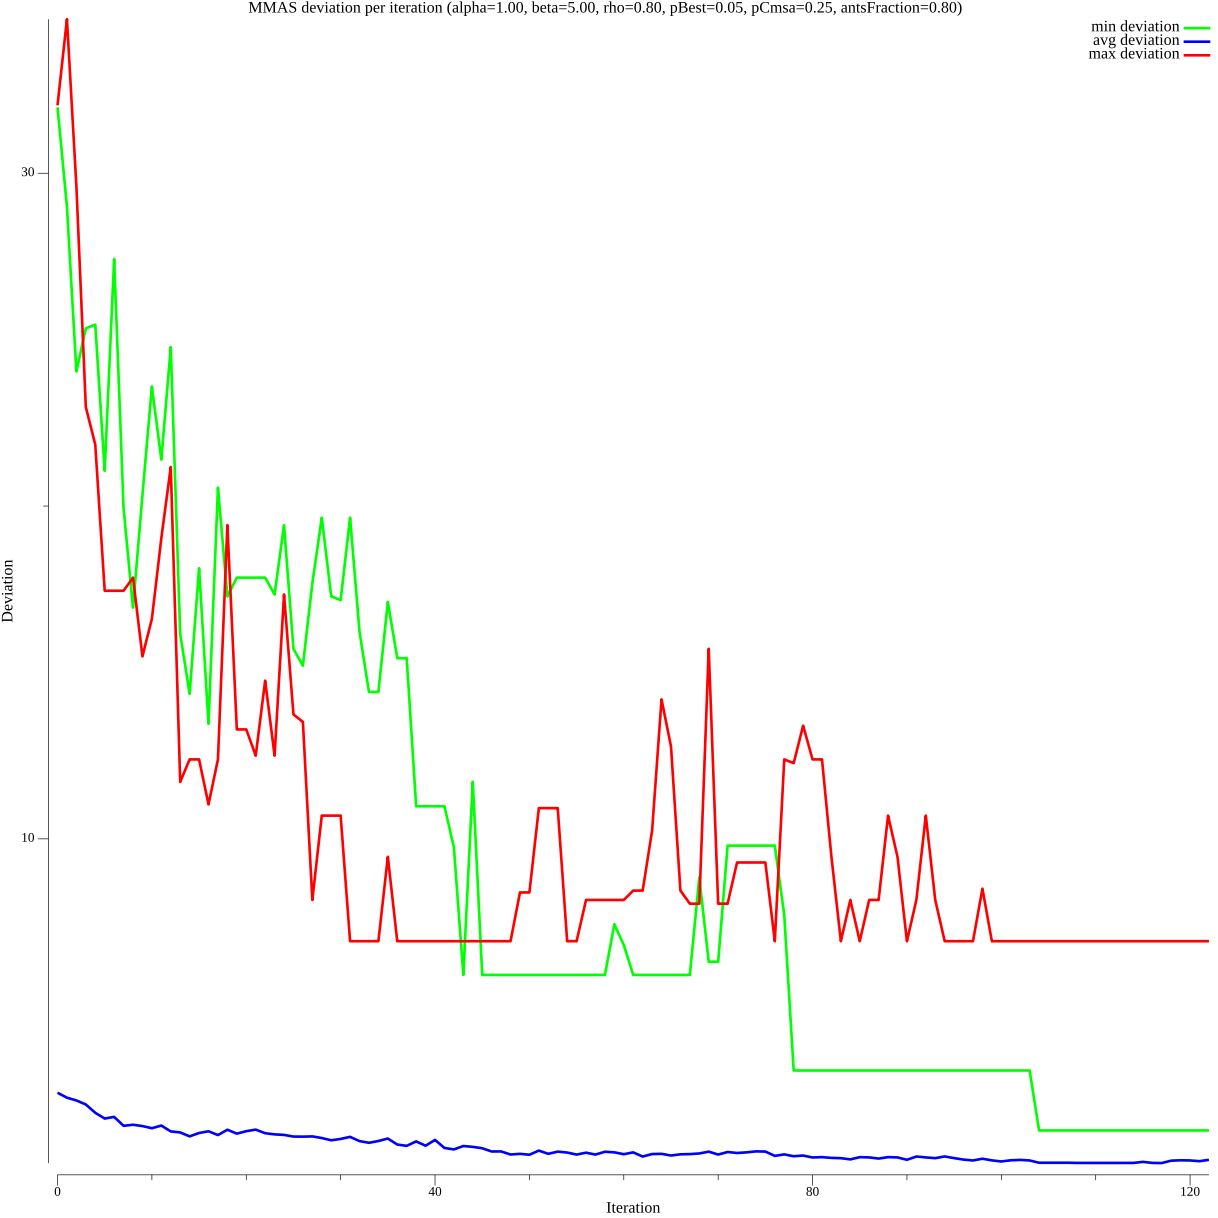 MMAS deviation per iteration (alpha=1.00, beta=5.00, rho=0.80, pBest=0.05, pCmsa=0.25, antsFraction=0.80)
min deviation
avg deviation
max deviation
30
10
Deviation
0
40
80
120
Iteration